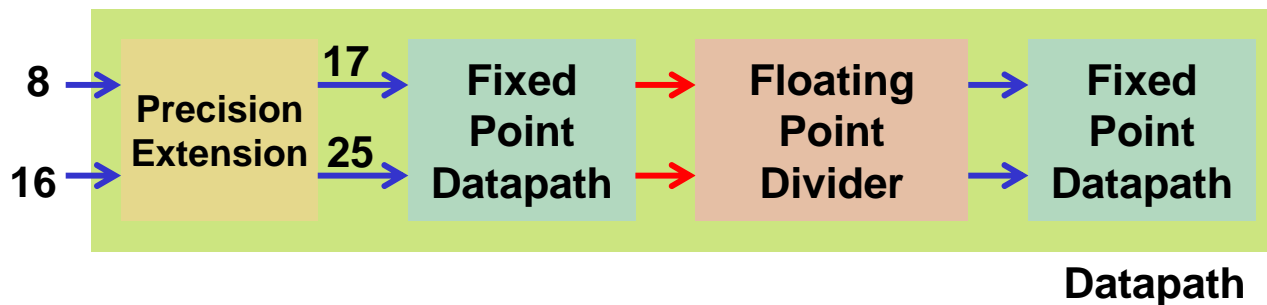 8
16
Precision
Extension
17
25
Fixed
Point
Datapath
Floating
Point
Divider
Fixed
Point
Datapath
Datapath